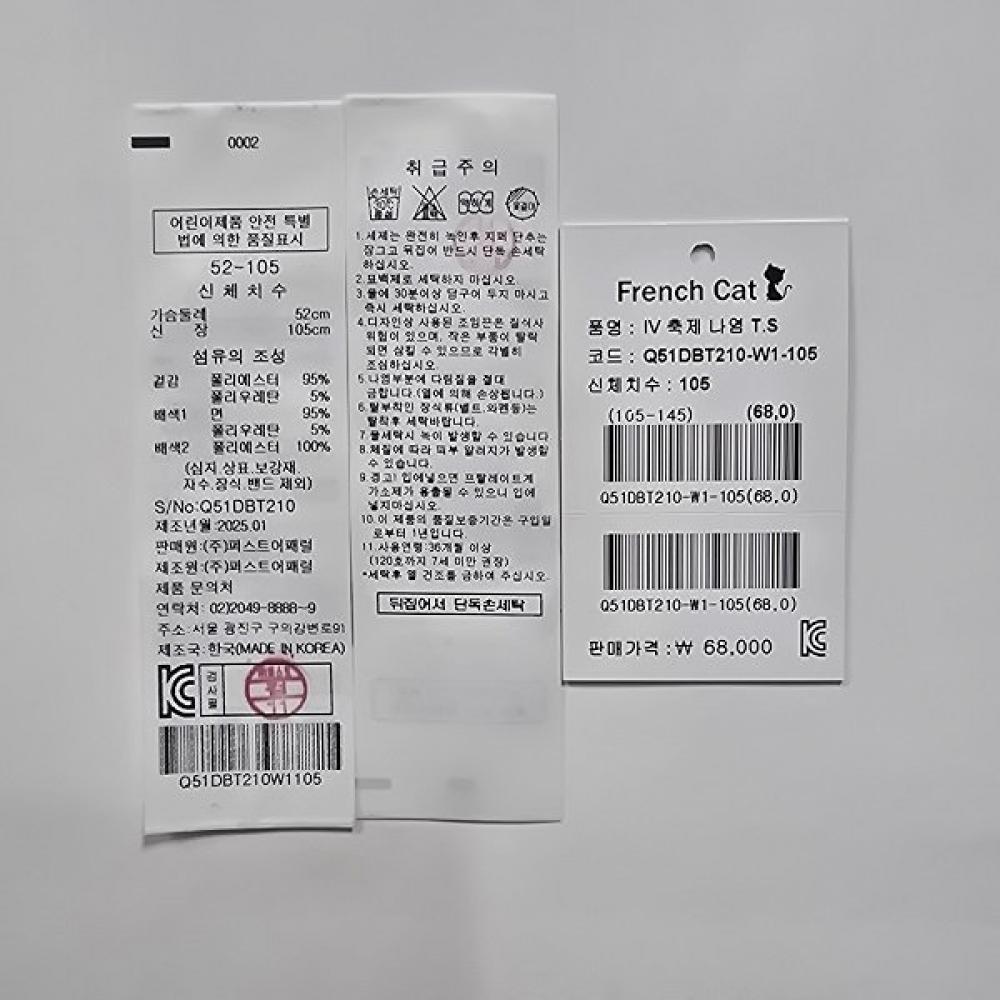 0002
어린이제품 안전 특별
법에 의한 품질표시
52-105
신 체 치 수
가슴둘레 52cm
신 장 105cm
섬유의 조성
겉감 폴리에스터 95%
폴리우레탄 5%
배색1 면 95%
폴리우레탄 5%
배색2 폴리에스터 100%
(심지.상표.보강재.
자수.장식.밴드 제외)
S/No:Q51DBT210
제조년월:2025.01
판매원:(주)퍼스트어패럴
제조원:(주)퍼스트어패럴
제품 문의처
연락처: 02)2049-8888~9
주소:서울 광진구 구의강변로91
제조국:한국(MADE IN KOREA)
검사필
Q51DBT210W1105
취 급 주 의
손세탁
30℃
중성
약하게
옷걸이
1.세제는 완전히 녹인후 지퍼 단추는
잠그고 뒤집어 반드시 단독 손세탁
하십시오.
2.표백제로 세탁하지 마십시오.
3.물에 30분이상 담구어 두지 마시고
즉시 세탁하십시오.
4.디자인상 사용된 조임끈은 질식사
위험이 있으며, 작은 부품이 탈락
되면 삼킬 수 있으므로 각별히
조심하십시오.
5.나염부분에 다림질을 절대
금합니다.(열에 의해 손상됩니다.)
6.탈부착인 장식류(벨트.와펜등)는
탈착후 세탁바랍니다.
7.물세탁시 녹이 발생할 수 있습니다
8.체질에 따라 피부 알러지가 발생할
수 있습니다.
9.경고! 입에넣으면 프탈레이트계
가소제가 용출될 수 있으니 입에
넣지마십시오.
10.이 제품의 품질보증기간은 구입일
로부터 1년입니다.
11.사용연령:36개월 이상
(120호까지 7세 미만 권장)
*세탁후 열 건조를 금하여 주십시오.
뒤집어서 단독손세탁
French Cat
품명 : IV 축제 나염 T.S
코드 : Q51DBT210-W1-105
신체치수 : 105
(105-145) (68.0)
Q51DBT210-W1-105(68.0)
Q51DBT210-W1-105(68.0)
판매가격 : ₩ 68,000